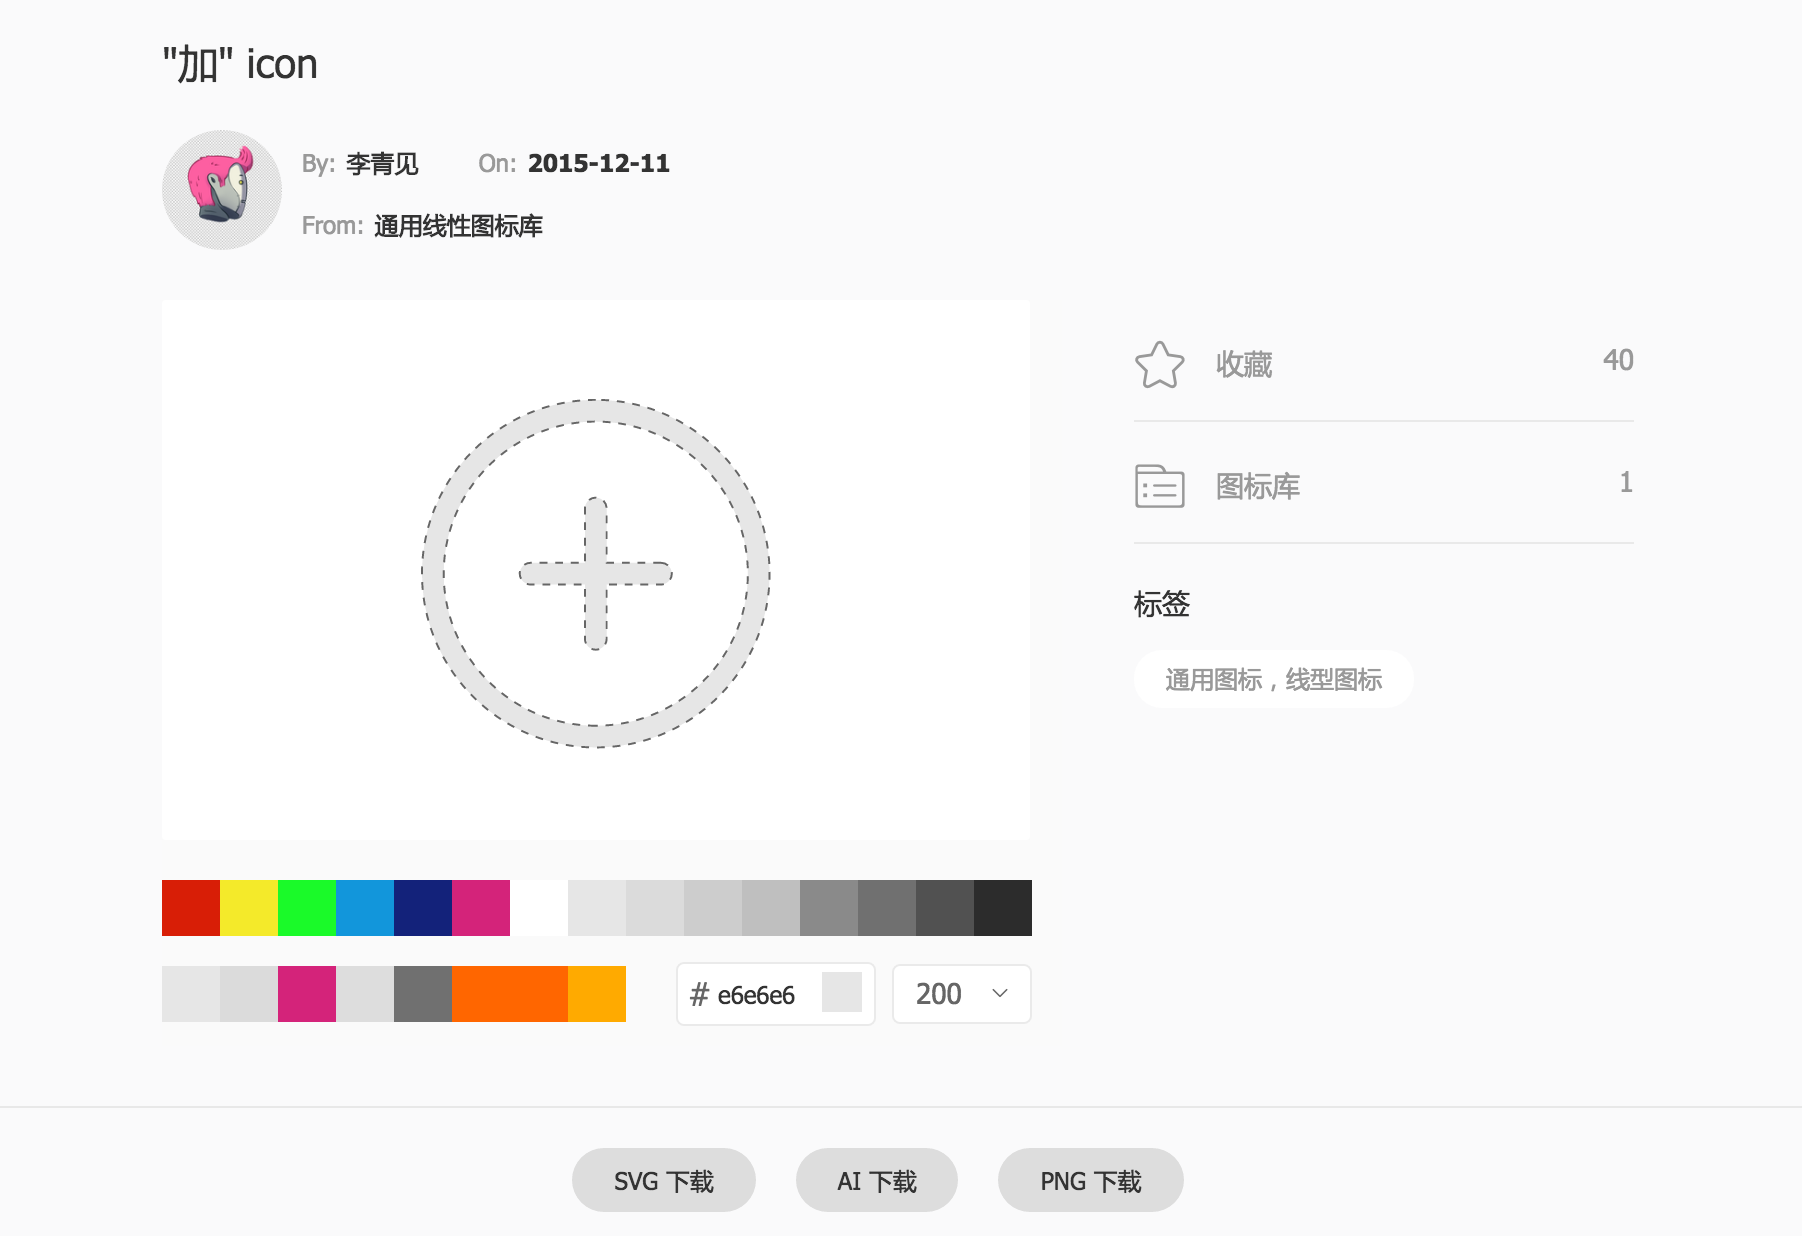 "加" icon
By: 李青见 On: 2015-12-11
From: 通用线性图标库
收藏 40
图标库 1
标签
通用图标，线型图标
# e6e6e6 200
SVG 下载 AI 下载 PNG 下载